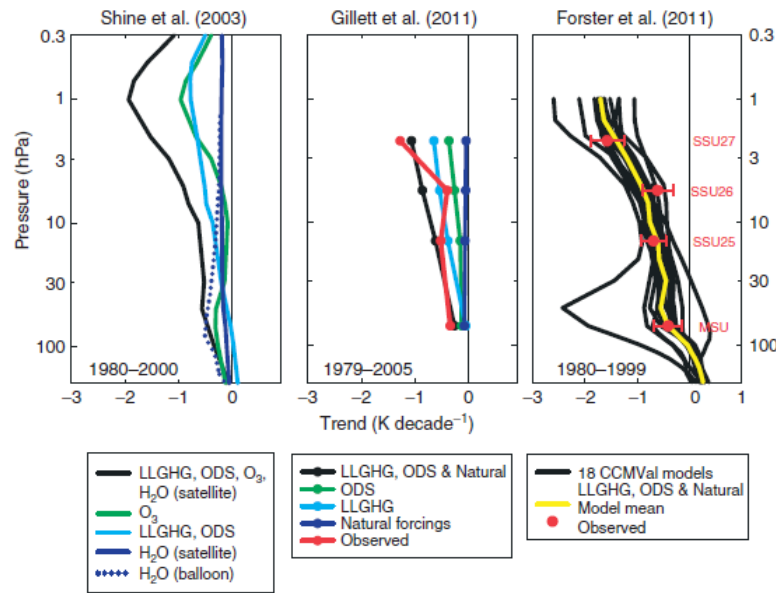 Shine et al. (2003)
Gillett et al. (2011)
Forster et al. (2011)
Pressure (hPa)
0.3
1
3
10
30
100
1980–2000
1979–2005
1980–1999
SSU27
SSU26
SSU25
MSU
0.3
1
3
10
30
100
−3 −2 −1 0
−3 −2 −1 0
−3 −2 −1 0 1
Trend (K decade⁻¹)
LLGHG, ODS, O₃,
H₂O (satellite)
O₃
LLGHG, ODS
H₂O (satellite)
H₂O (balloon)
LLGHG, ODS & Natural
ODS
LLGHG
Natural forcings
Observed
18 CCMVal models
LLGHG, ODS & Natural
Model mean
Observed